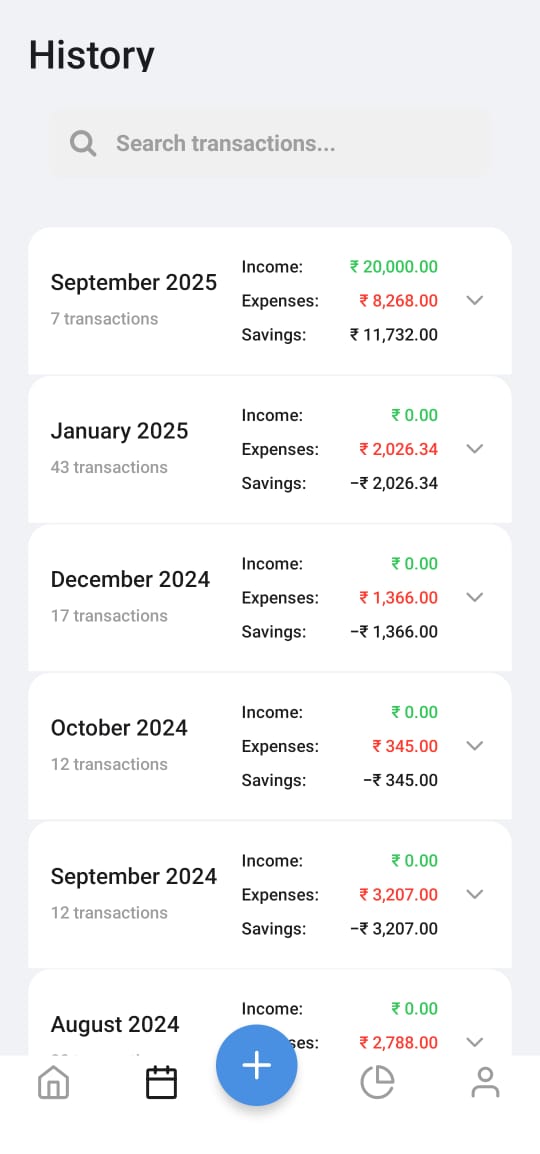 History
Search transactions...
September 2025
7 transactions
Income: ₹ 20,000.00
Expenses: ₹ 8,268.00
Savings: ₹ 11,732.00
January 2025
43 transactions
Income: ₹ 0.00
Expenses: ₹ 2,026.34
Savings: −₹ 2,026.34
December 2024
17 transactions
Income: ₹ 0.00
Expenses: ₹ 1,366.00
Savings: −₹ 1,366.00
October 2024
12 transactions
Income: ₹ 0.00
Expenses: ₹ 345.00
Savings: −₹ 345.00
September 2024
12 transactions
Income: ₹ 0.00
Expenses: ₹ 3,207.00
Savings: −₹ 3,207.00
August 2024
Income: ₹ 0.00
ses: ₹ 2,788.00